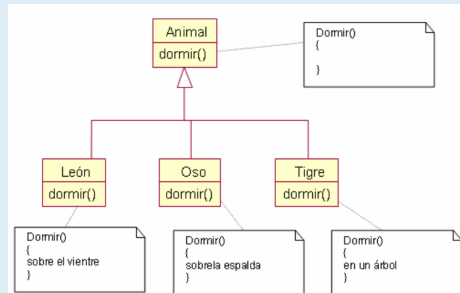 Animal
dormir()
Dormir()
{
}
León
dormir()
Oso
dormir()
Tigre
dormir()
Dormir()
{
sobre el vientre
}
Dormir()
{
sobrela espalda
}
Dormir()
{
en un árbol
}